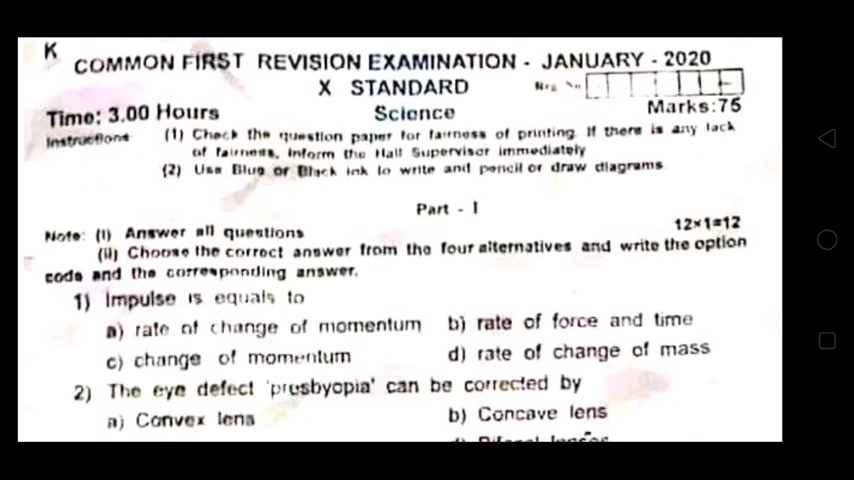 K
COMMON FIRST REVISION EXAMINATION - JANUARY - 2020
X STANDARD
Reg. No.
Time: 3.00 Hours Science Marks:75
Instructions (1) Check the question paper for fairness of printing. If there is any lack
of fairness, inform the Hall Supervisor immediately
(2) Use Blue or Black ink to write and pencil or draw diagrams.
Part - I
Note: (i) Answer all questions 12×1=12
(ii) Choose the correct answer from the four alternatives and write the option
code and the corresponding answer.
1) Impulse is equals to
a) rate of change of momentum b) rate of force and time
c) change of momentum d) rate of change of mass
2) The eye defect 'presbyopia' can be corrected by
a) Convex lens b) Concave lens
d) Bifocal lenses